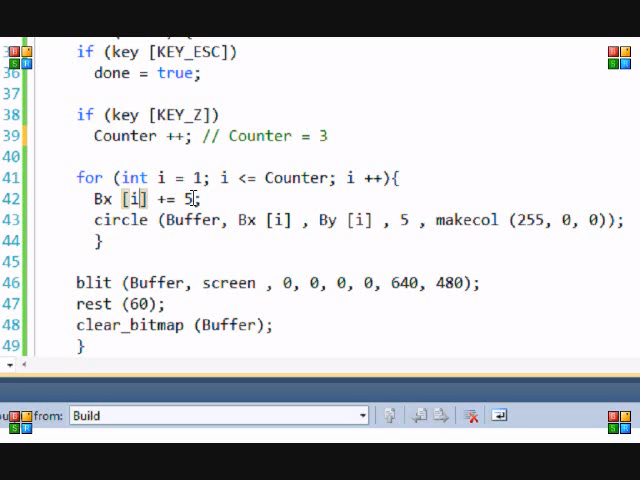 if (key [KEY_ESC])
36 done = true;
37
38 if (key [KEY_Z])
39 Counter ++; // Counter = 3
40
41 for (int i = 1; i <= Counter; i ++){
42 Bx [i] += 5;
43 circle (Buffer, Bx [i] , By [i] , 5 , makecol (255, 0, 0));
44 }
45
46 blit (Buffer, screen , 0, 0, 0, 0, 640, 480);
47 rest (60);
48 clear_bitmap (Buffer);
49 }
from: Build